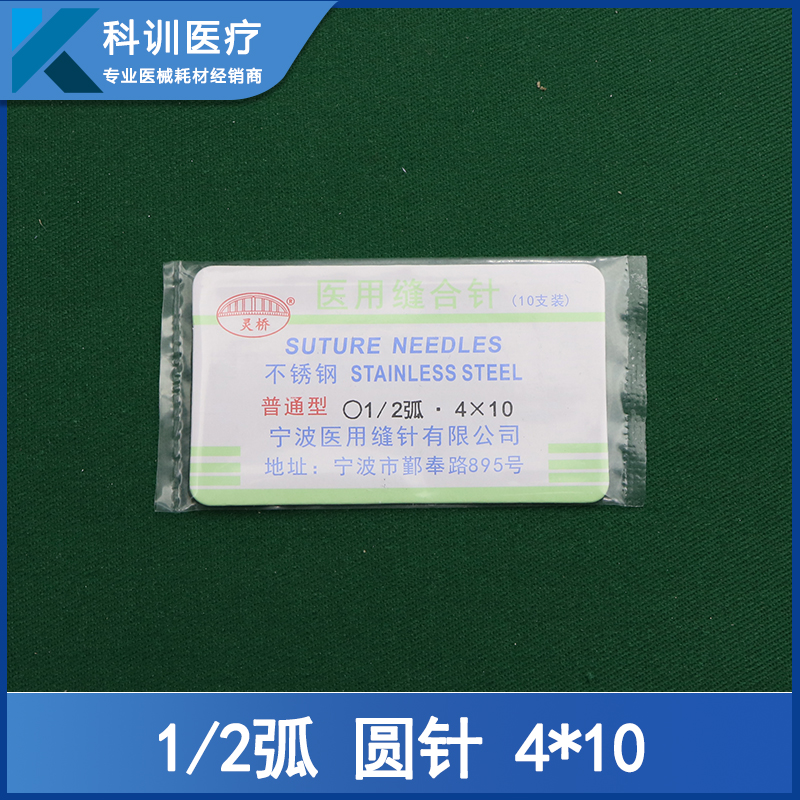 科训医疗
专业医械耗材经销商
医用缝合针 (10支装)
灵桥®
SUTURE NEEDLES
不锈钢 STAINLESS STEEL
普通型 ○1/2弧·4×10
宁波医用缝针有限公司
地址：宁波市鄞奉路895号
1/2弧 圆针 4*10